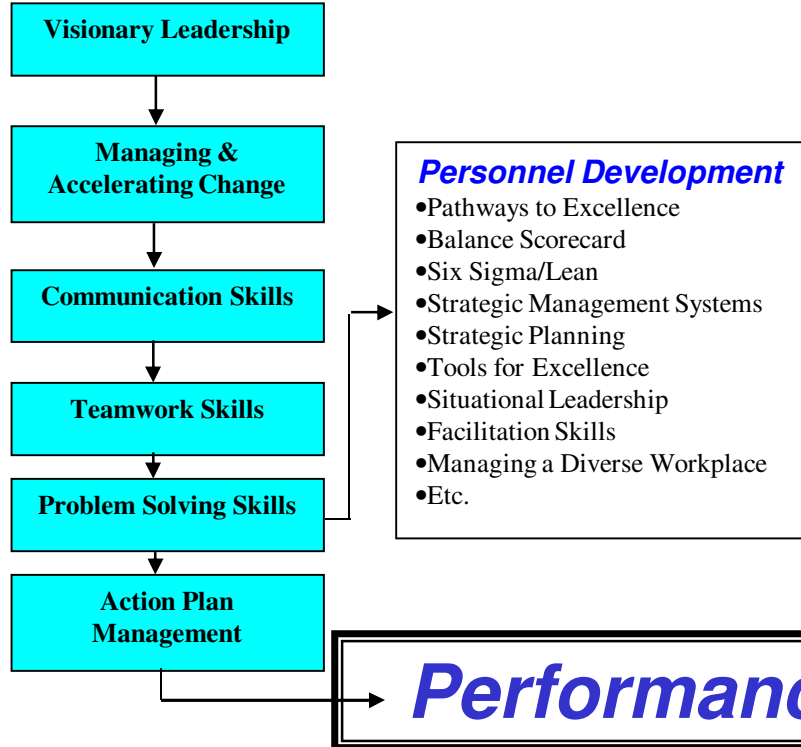 Visionary Leadership
Managing &
Accelerating Change
Communication Skills
Teamwork Skills
Problem Solving Skills
Action Plan
Management
Personnel Development
•Pathways to Excellence
•Balance Scorecard
•Six Sigma/Lean
•Strategic Management Systems
•Strategic Planning
•Tools for Excellence
•Situational Leadership
•Facilitation Skills
•Managing a Diverse Workplace
•Etc.